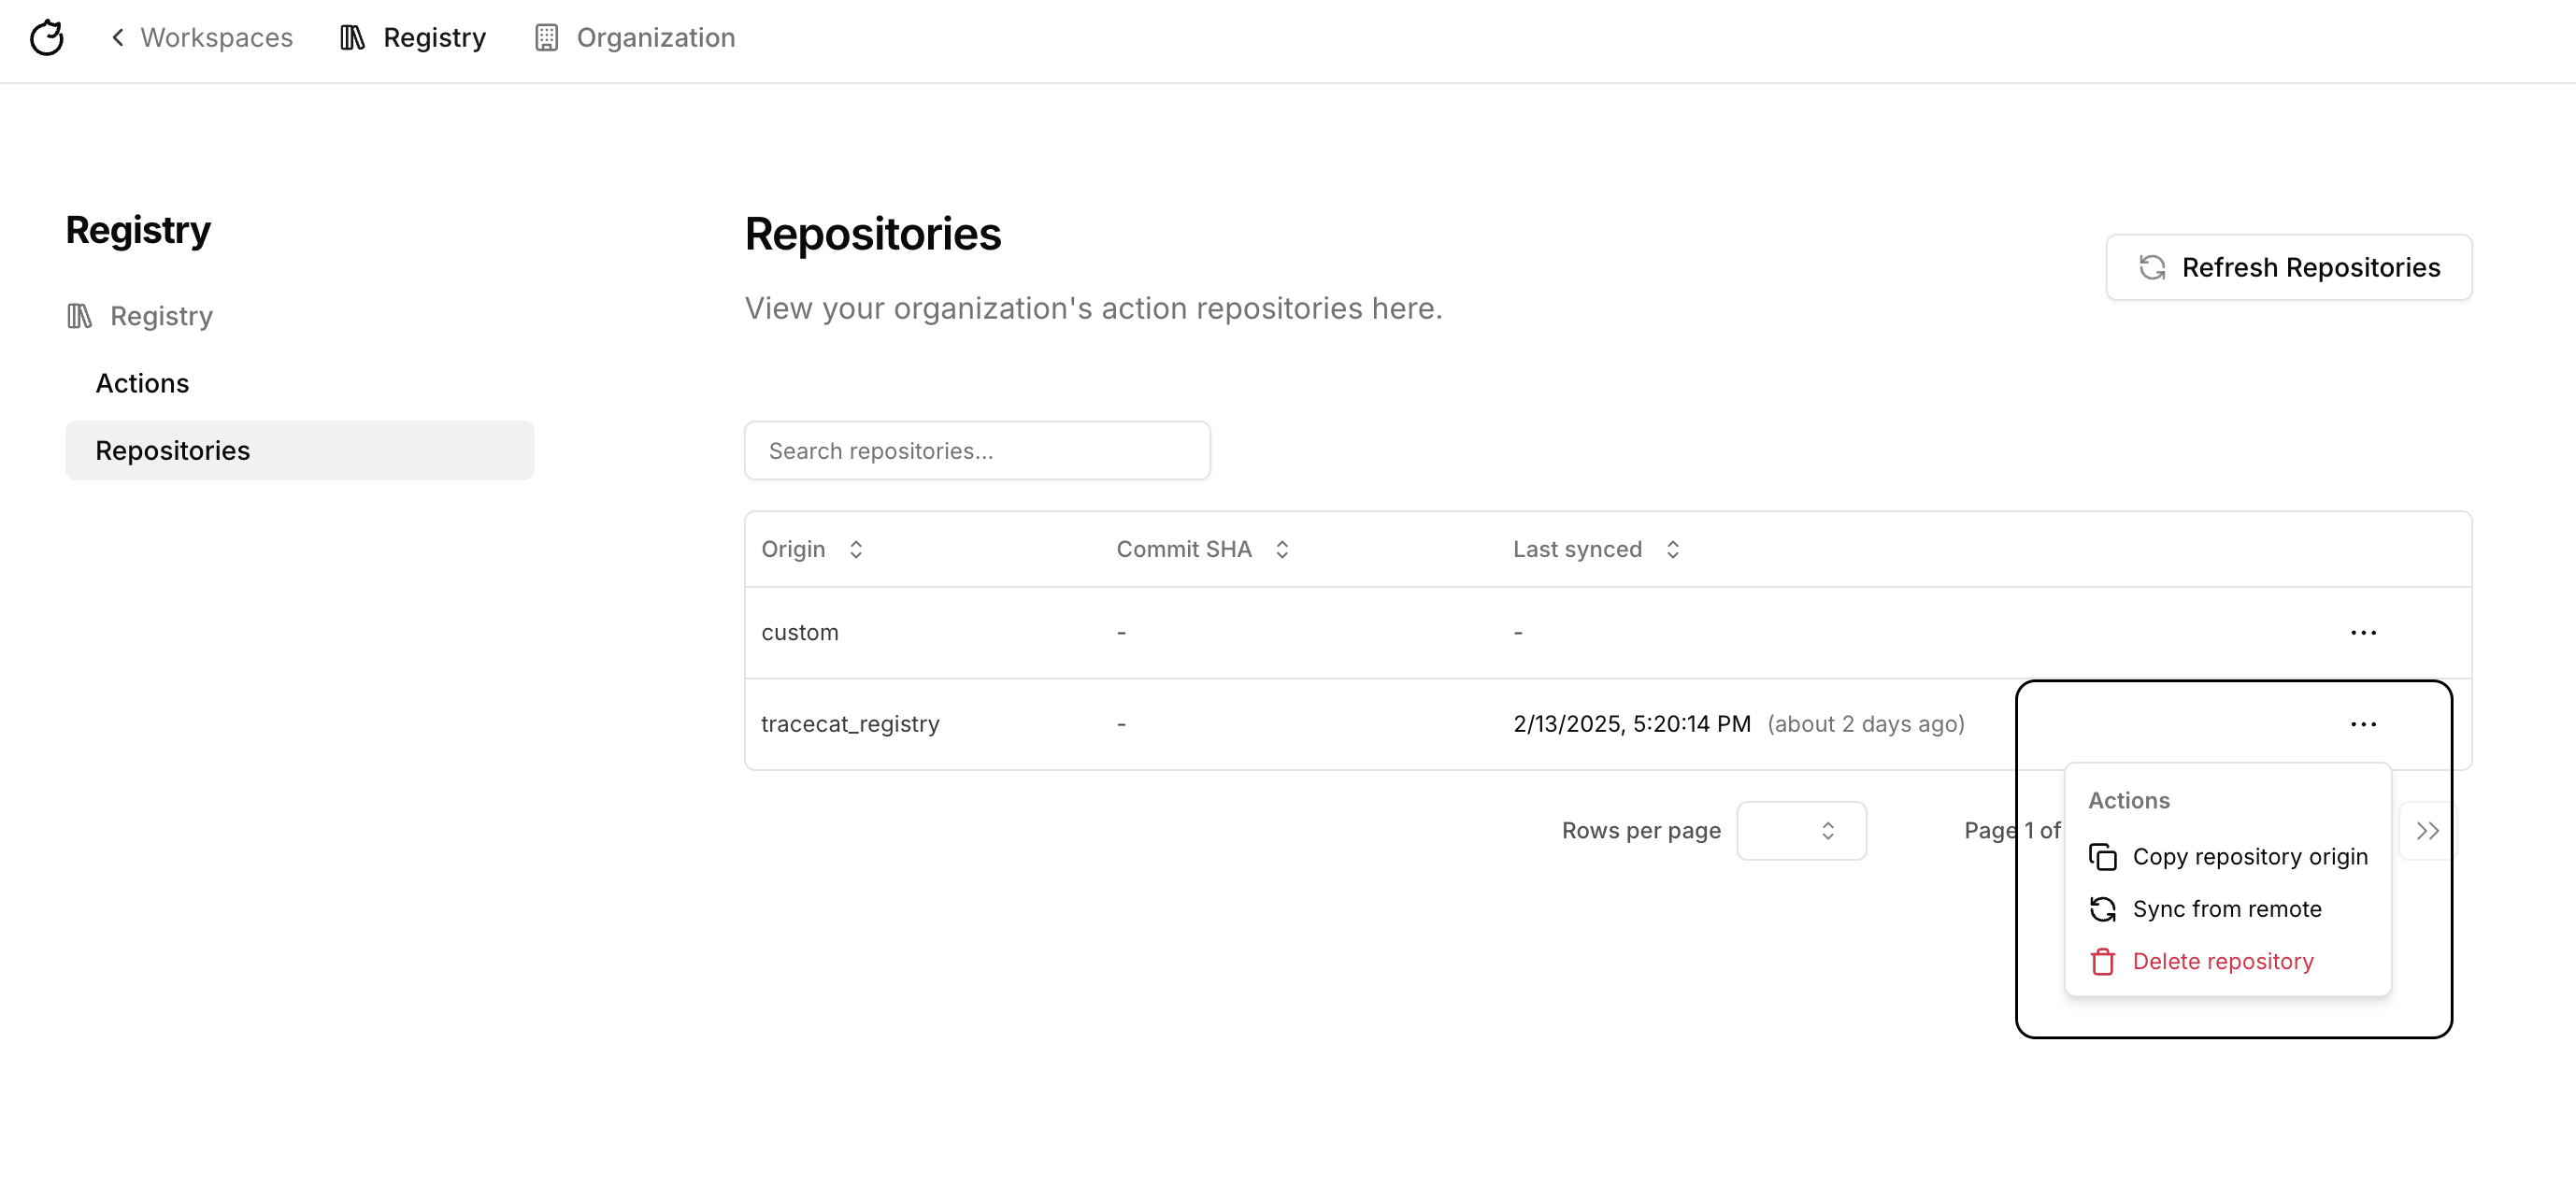 Workspaces Registry Organization
Registry
Registry
Actions
Repositories
Repositories
View your organization's action repositories here.
Refresh Repositories
Search repositories...
Origin Commit SHA Last synced
custom - - ...
tracecat_registry - 2/13/2025, 5:20:14 PM (about 2 days ago) ...
Rows per page Page 1 of
Actions
Copy repository origin
Sync from remote
Delete repository